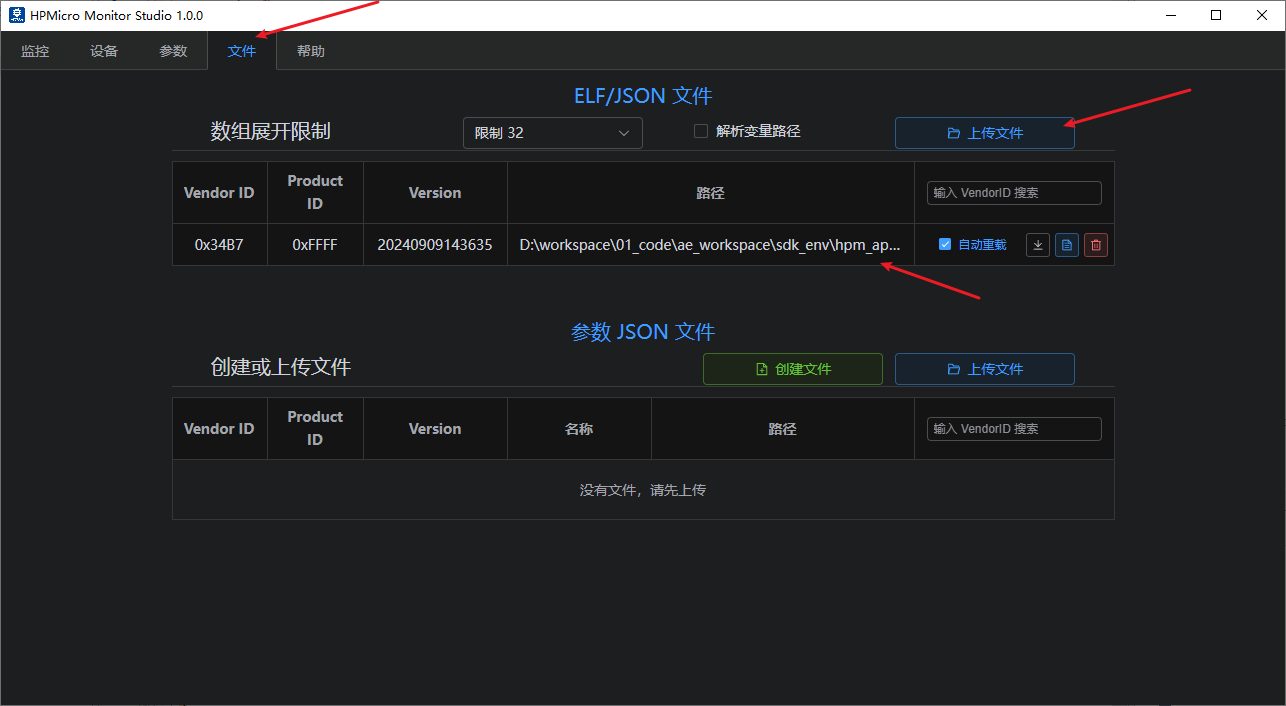 HPMicro Monitor Studio 1.0.0
监控 设备 参数 文件 帮助
ELF/JSON 文件
数组展开限制 限制 32 解析变量路径 上传文件
Vendor ID Product ID Version 路径 输入 VendorID 搜索
0x34B7 0xFFFF 20240909143635 D:\workspace\01_code\ae_workspace\sdk_env\hpm_ap... 自动重载
参数 JSON 文件
创建或上传文件 创建文件 上传文件
Vendor ID Product ID Version 名称 路径 输入 VendorID 搜索
没有文件，请先上传